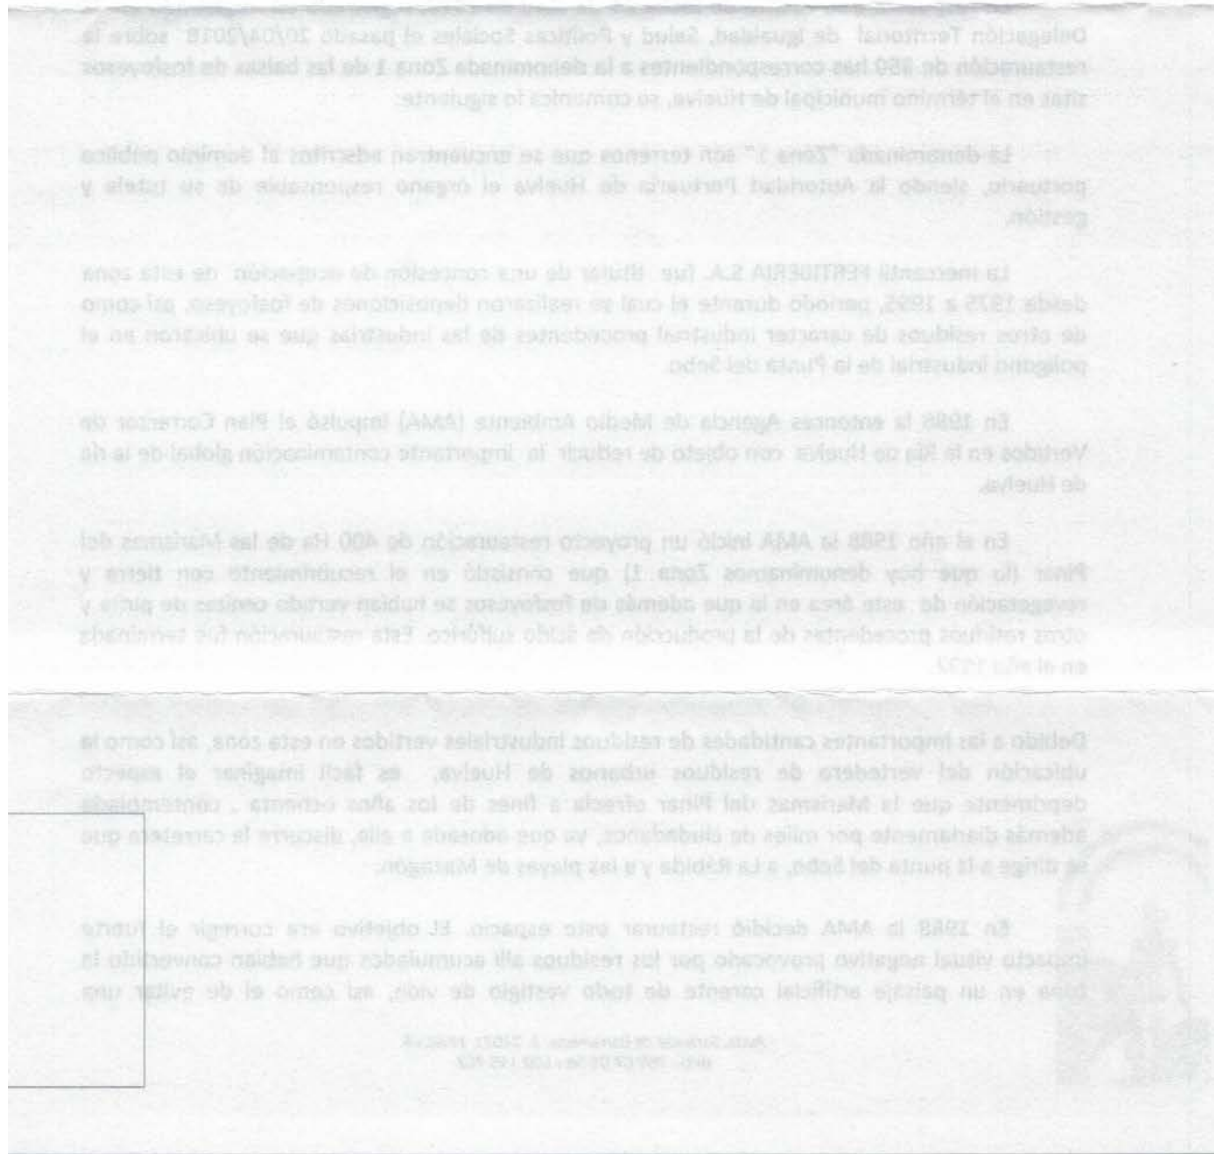 Delegación Territorial de Igualdad, Salud y Políticas Sociales el pasado 20/04/2018 sobre la
restauración de 850 has correspondientes a la denominada Zona 1 de las balsas de fosfoyesos
sitas en el término municipal de Huelva, se comunica lo siguiente:
La denominada "Zona 1" son terrenos que se encuentran adscritos al dominio público
portuario, siendo la Autoridad Portuaria de Huelva el órgano responsable de su tutela y
gestión.
La mercantil FERTIBERIA S.A. fue titular de una concesión de ocupación de esta zona
desde 1975 a 1995, periodo durante el cual se realizaron deposiciones de fosfoyeso, así como
de otros residuos de carácter industrial procedentes de las industrias que se ubicaron en el
polígono industrial de la Punta del Sebo.
En 1986 la entonces Agencia de Medio Ambiente (AMA) impulsó el Plan Corrector de
Vertidos en la Ría de Huelva con objeto de reducir la importante contaminación global de la ría
de Huelva.
En el año 1988 la AMA inició un proyecto restauración de 400 Ha de las Marismas del
Pinar (lo que hoy denominamos Zona 1) que consistió en el recubrimiento con tierra y
revegetación de este área en la que además de fosfoyesos se habían vertido cenizas de pirita y
otros residuos procedentes de la producción de ácido sulfúrico. Esta restauración fue terminada
en el año
Debido a las importantes cantidades de residuos industriales vertidos en esta zona, así como la
ubicación del vertedero de residuos urbanos de Huelva, es fácil imaginar el aspecto
deprimente que la Marismas del Pinar ofrecía a fines de los años ochenta , contemplada
además diariamente por miles de ciudadanos, ya que adosada a ella, discurre la carretera que
se dirige a la punta del Sebo, a La Rábida y a las playas de Mazagón.
En 1988 la AMA decidió restaurar este espacio. EL objetivo era corregir el fuerte
impacto visual negativo provocado por los residuos allí acumulados que habían convertido la
zona en un paisaje artificial carente de todo vestigio de vida, así como el de evitar una